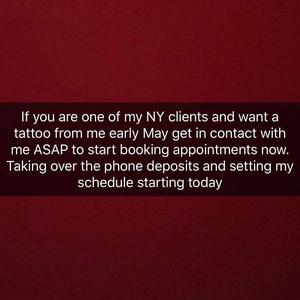 If you are one of my NY clients and want a
tattoo from me early May get in contact with
me ASAP to start booking appointments now.
Taking over the phone deposits and setting my
schedule starting today